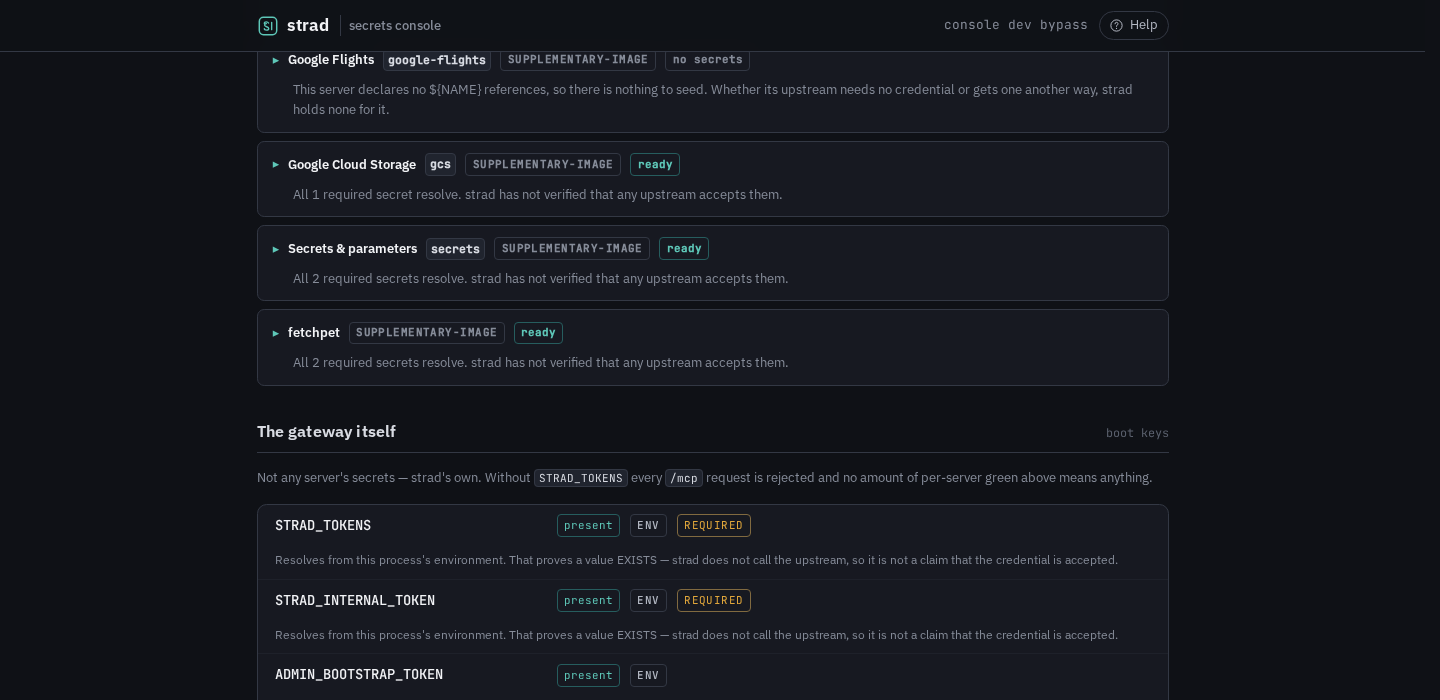 strad secrets console console dev bypass Help
Google Flights google-flights SUPPLEMENTARY-IMAGE no secrets
This server declares no ${NAME} references, so there is nothing to seed. Whether its upstream needs no credential or gets one another way, strad
holds none for it.
Google Cloud Storage gcs SUPPLEMENTARY-IMAGE ready
All 1 required secret resolve. strad has not verified that any upstream accepts them.
Secrets & parameters secrets SUPPLEMENTARY-IMAGE ready
All 2 required secrets resolve. strad has not verified that any upstream accepts them.
fetchpet SUPPLEMENTARY-IMAGE ready
All 2 required secrets resolve. strad has not verified that any upstream accepts them.
The gateway itself boot keys
Not any server's secrets — strad's own. Without STRAD_TOKENS every /mcp request is rejected and no amount of per-server green above means anything.
STRAD_TOKENS present ENV REQUIRED
Resolves from this process's environment. That proves a value EXISTS — strad does not call the upstream, so it is not a claim that the credential is accepted.
STRAD_INTERNAL_TOKEN present ENV REQUIRED
Resolves from this process's environment. That proves a value EXISTS — strad does not call the upstream, so it is not a claim that the credential is accepted.
ADMIN_BOOTSTRAP_TOKEN present ENV